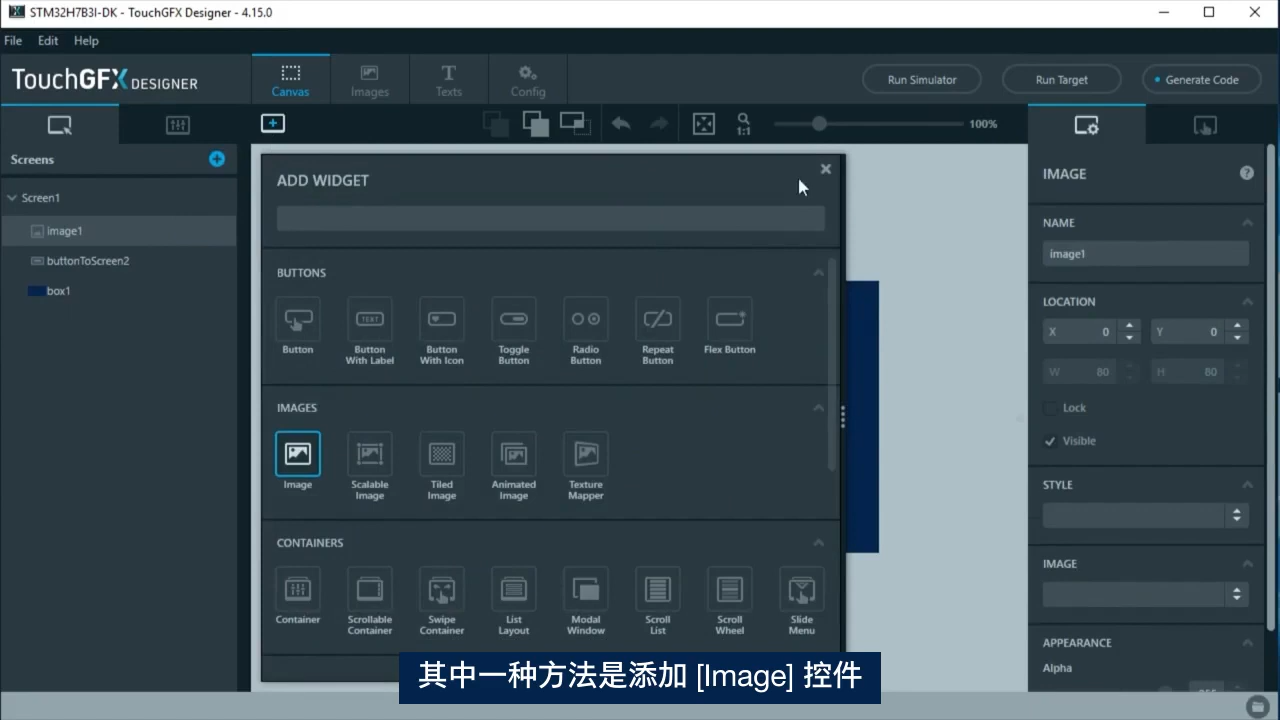 STM32H7B3I-DK - TouchGFX Designer - 4.15.0
File Edit Help
TouchGFX DESIGNER
Canvas
Images
Texts
Config
Run Simulator
Run Target
Generate Code
1:1
100%
Screens
Screen1
image1
buttonToScreen2
box1
ADD WIDGET
BUTTONS
Button
Button With Label
Button With Icon
Toggle Button
Radio Button
Repeat Button
Flex Button
TEXT
IMAGES
Image
Scalable Image
Tiled Image
Animated Image
Texture Mapper
CONTAINERS
Container
Scrollable Container
Swipe Container
List Layout
Modal Window
Scroll List
Scroll Wheel
Slide Menu
IMAGE
NAME
image1
LOCATION
X 0 Y 0
W 80 H 80
Lock
Visible
STYLE
IMAGE
APPEARANCE
Alpha
其中一种方法是添加 [Image] 控件